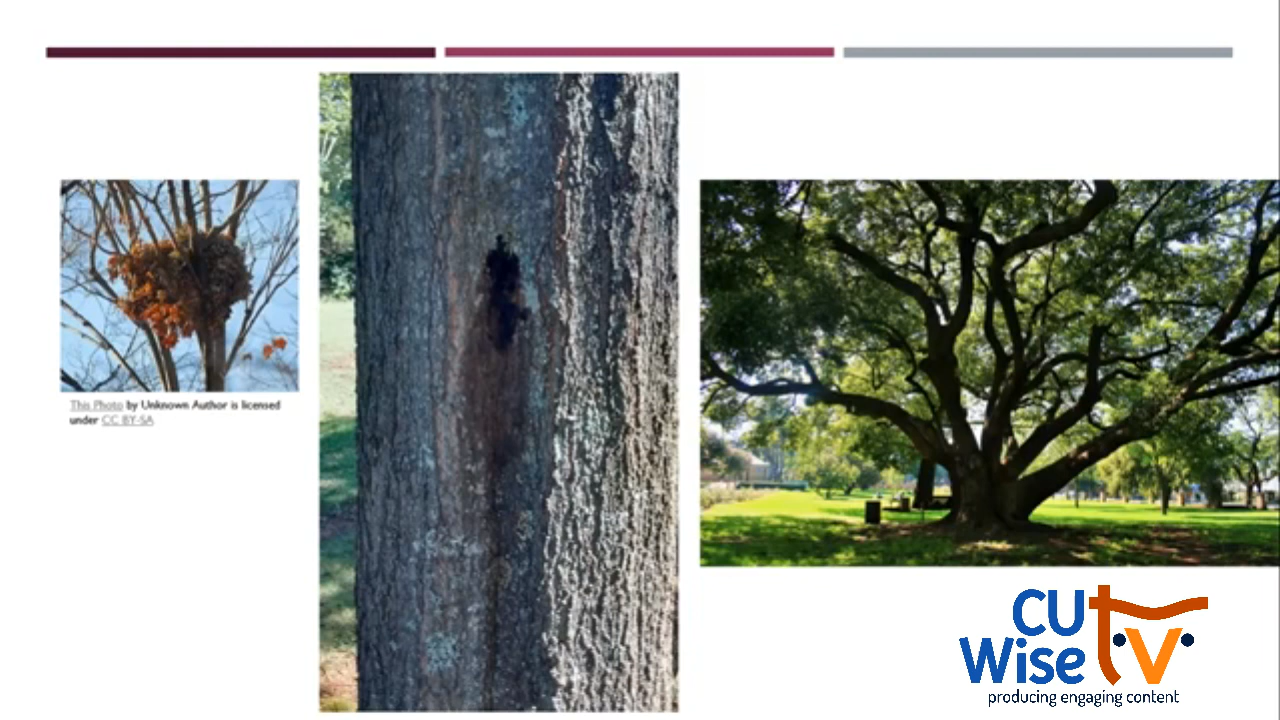 This Photo by Unknown Author is licensed
under CC BY-SA
CU
Wise tv
producing engaging content